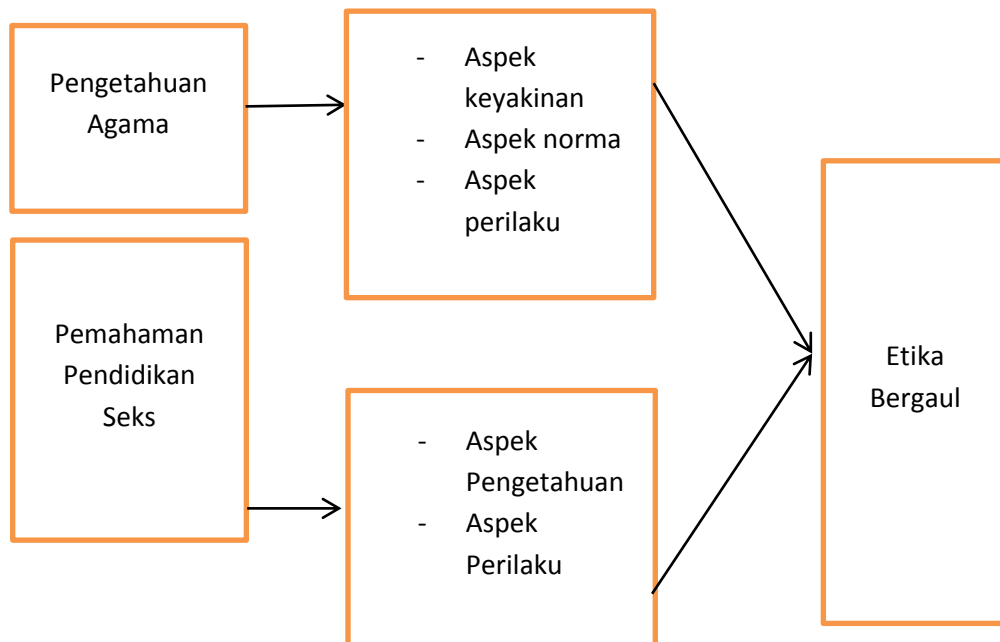 Pengetahuan
Agama
- Aspek
keyakinan
- Aspek norma
- Aspek
perilaku
Pemahaman
Pendidikan
Seks
- Aspek
Pengetahuan
- Aspek
Perilaku
Etika
Bergaul